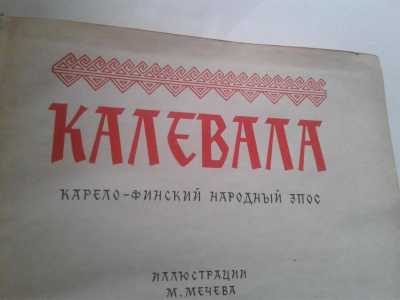 КАЛЕВАЛА
КАРЕЛО-ФИНСКИЙ НАРОДНЫЙ ЭПОС
ИЛЛЮСТРАЦИИ
М. МЕЧЕВА